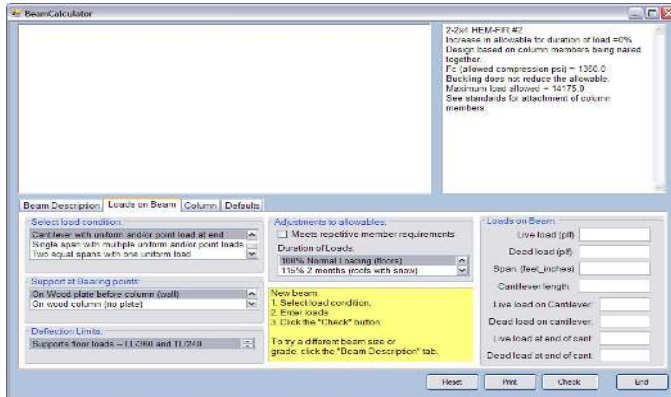 BeamCalculator
2-2x4 HEM-FIR #2
Increase in allowable for duration of load =0%
Design based on column members being nailed
together.
Fc (allowed compression psi) = 1350.0
Buckling does not reduce the allowable.
Maximum load allowed = 14175.0
See standards for attachment of column
members.
Beam Description
Loads on Beam
Column
Defaults
Select load condition:
Cantilever with uniform and/or point load at end
Single span with multiple uniform and/or point loads
Two equal spans with one uniform load
Support at Bearing points:
On Wood plate before column (wall)
On wood column (no plate)
Deflection Limits:
Supports floor loads -- LL/360 and TL/240
Adjustments to allowables:
Meets repetitive member requirements
Duration of Loads:
100% Normal Loading (floors)
115% 2 months (roofs with snow)
New beam
1. Select load condition.
2. Enter loads
3. Click the "Check" button.
To try a different beam size or
grade, click the "Beam Description" tab.
Loads on Beam:
Live load (plf)
Dead load (plf)
Span: (feet_inches)
Cantilever length:
Live load on Cantilever:
Dead load on cantilever:
Live load at end of cant:
Dead load at end of cant:
Reset
Print
Check
End